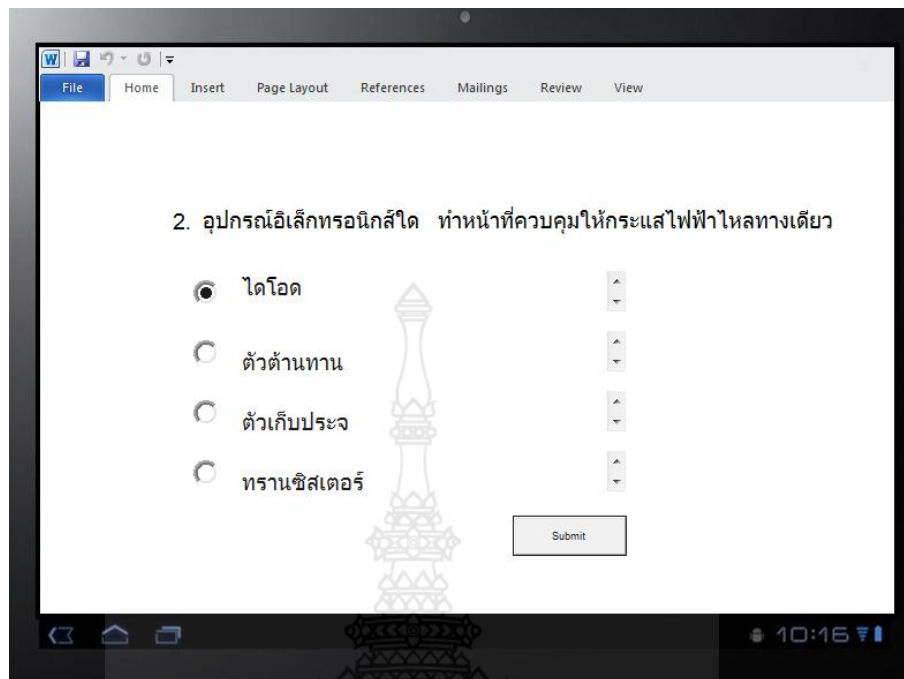 W
File Home Insert Page Layout References Mailings Review View
2. อุปกรณ์อิเล็กทรอนิกส์ใด ทำหน้าที่ควบคุมให้กระแสไฟฟ้าไหลทางเดียว
ไดโอด
ตัวต้านทาน
ตัวเก็บประจ
ทรานซิสเตอร์
Submit
10:16